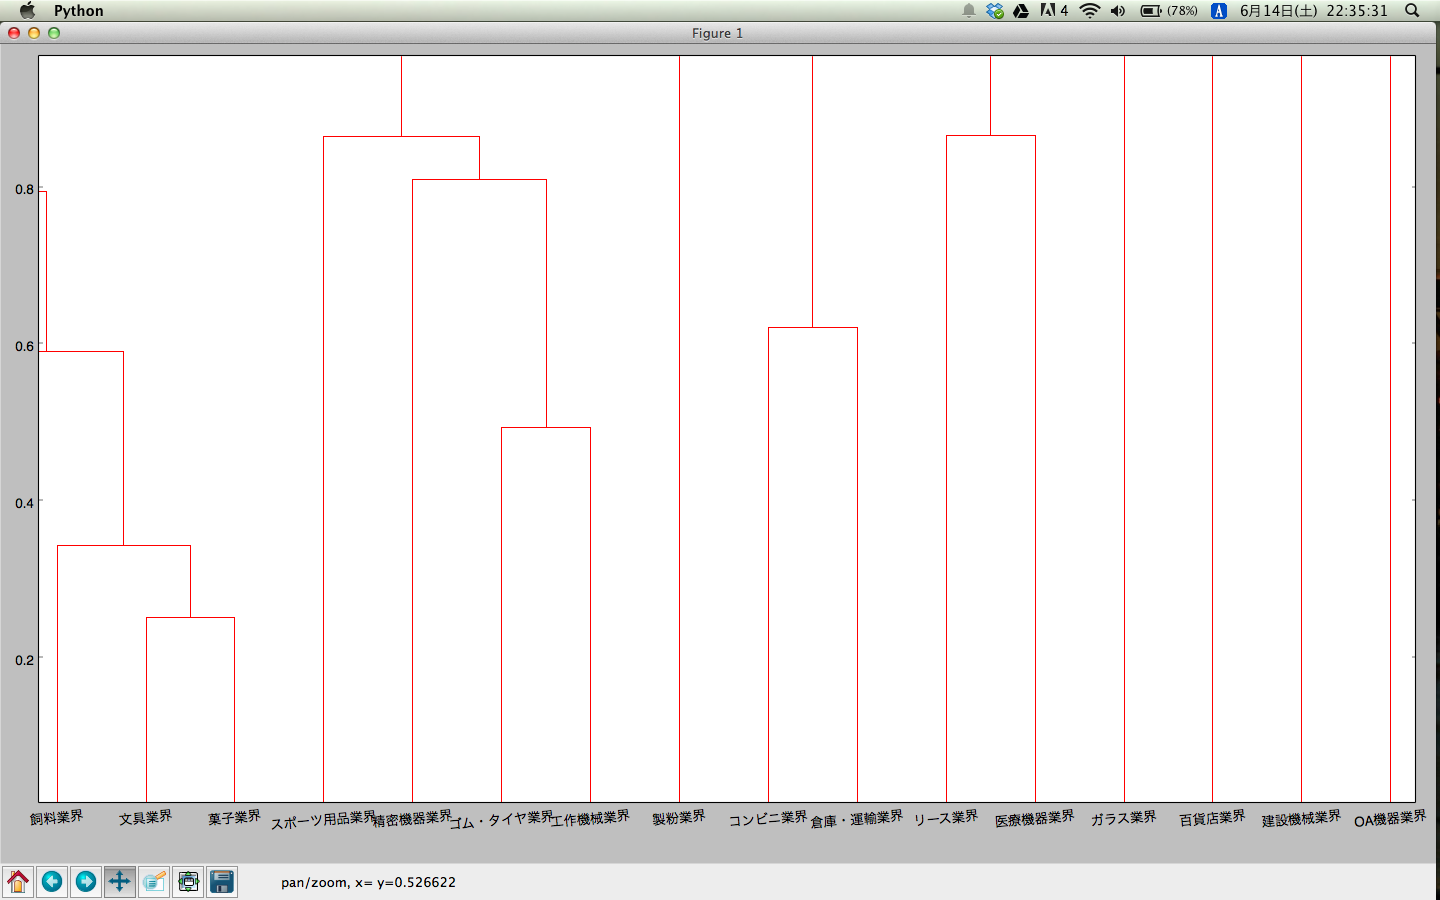 Python 4 (78%) A 6月14日(土) 22:35:31
Figure 1
0.8
0.6
0.4
0.2
飼料業界 文具業界 菓子業界 スポーツ用品業界 精密機器業界 ゴム・タイヤ業界 工作機械業界 製粉業界 コンビニ業界 倉庫・運輸業界 リース業界 医療機器業界 ガラス業界 百貨店業界 建設機械業界 OA機器業界
pan/zoom, x= y=0.526622